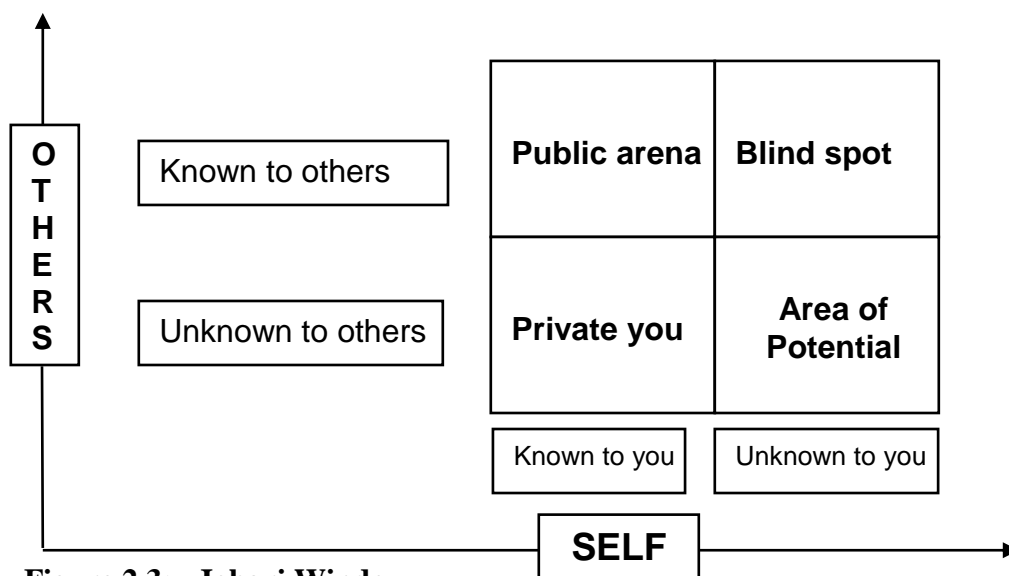 OTHERS
Known to others
Public arena
Blind spot
Unknown to others
Private you
Area of
Potential
Known to you
Unknown to you
SELF